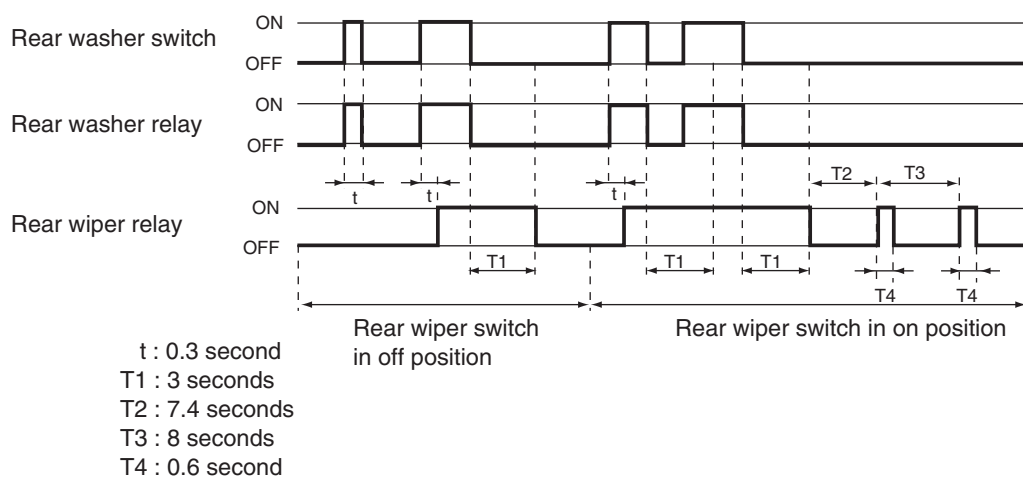 Rear washer switch
ON
OFF
Rear washer relay
ON
OFF
t
t
t
T2
T3
Rear wiper relay
ON
OFF
T1
T1
T1
T4
T4
Rear wiper switch
in off position
Rear wiper switch in on position
t : 0.3 second
T1 : 3 seconds
T2 : 7.4 seconds
T3 : 8 seconds
T4 : 0.6 second